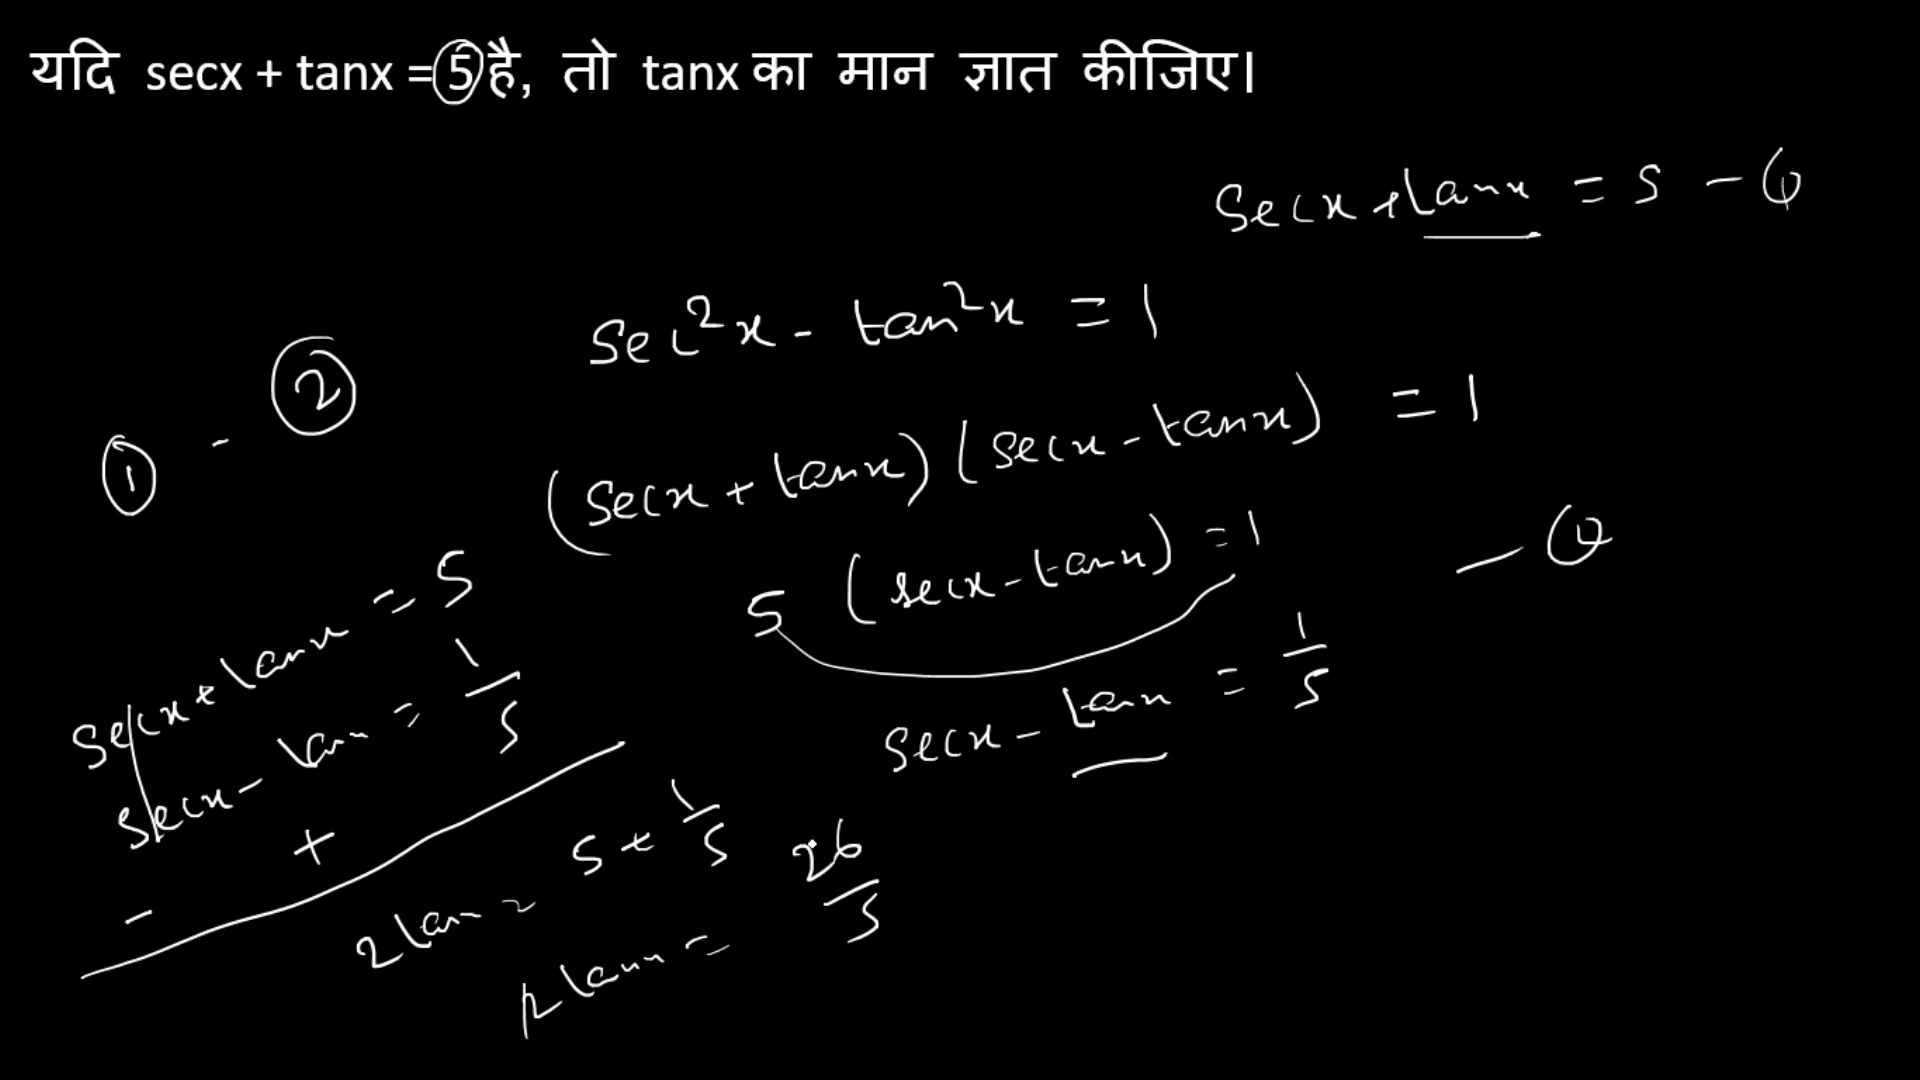 यदि secx + tanx = 5 है, तो tanx का मान ज्ञात कीजिए।
secx + tanx = 5 - ①
sec²x - tan²x = 1
① - ②
(secx + tanx) (secx - tanx) = 1
5 (secx - tanx) = 1 - ②
secx - tanx = 1/5
secx + tanx = 5
secx - tanx = 1/5
- +
2tanx = 5 + 1/5
2tanx = 26/5